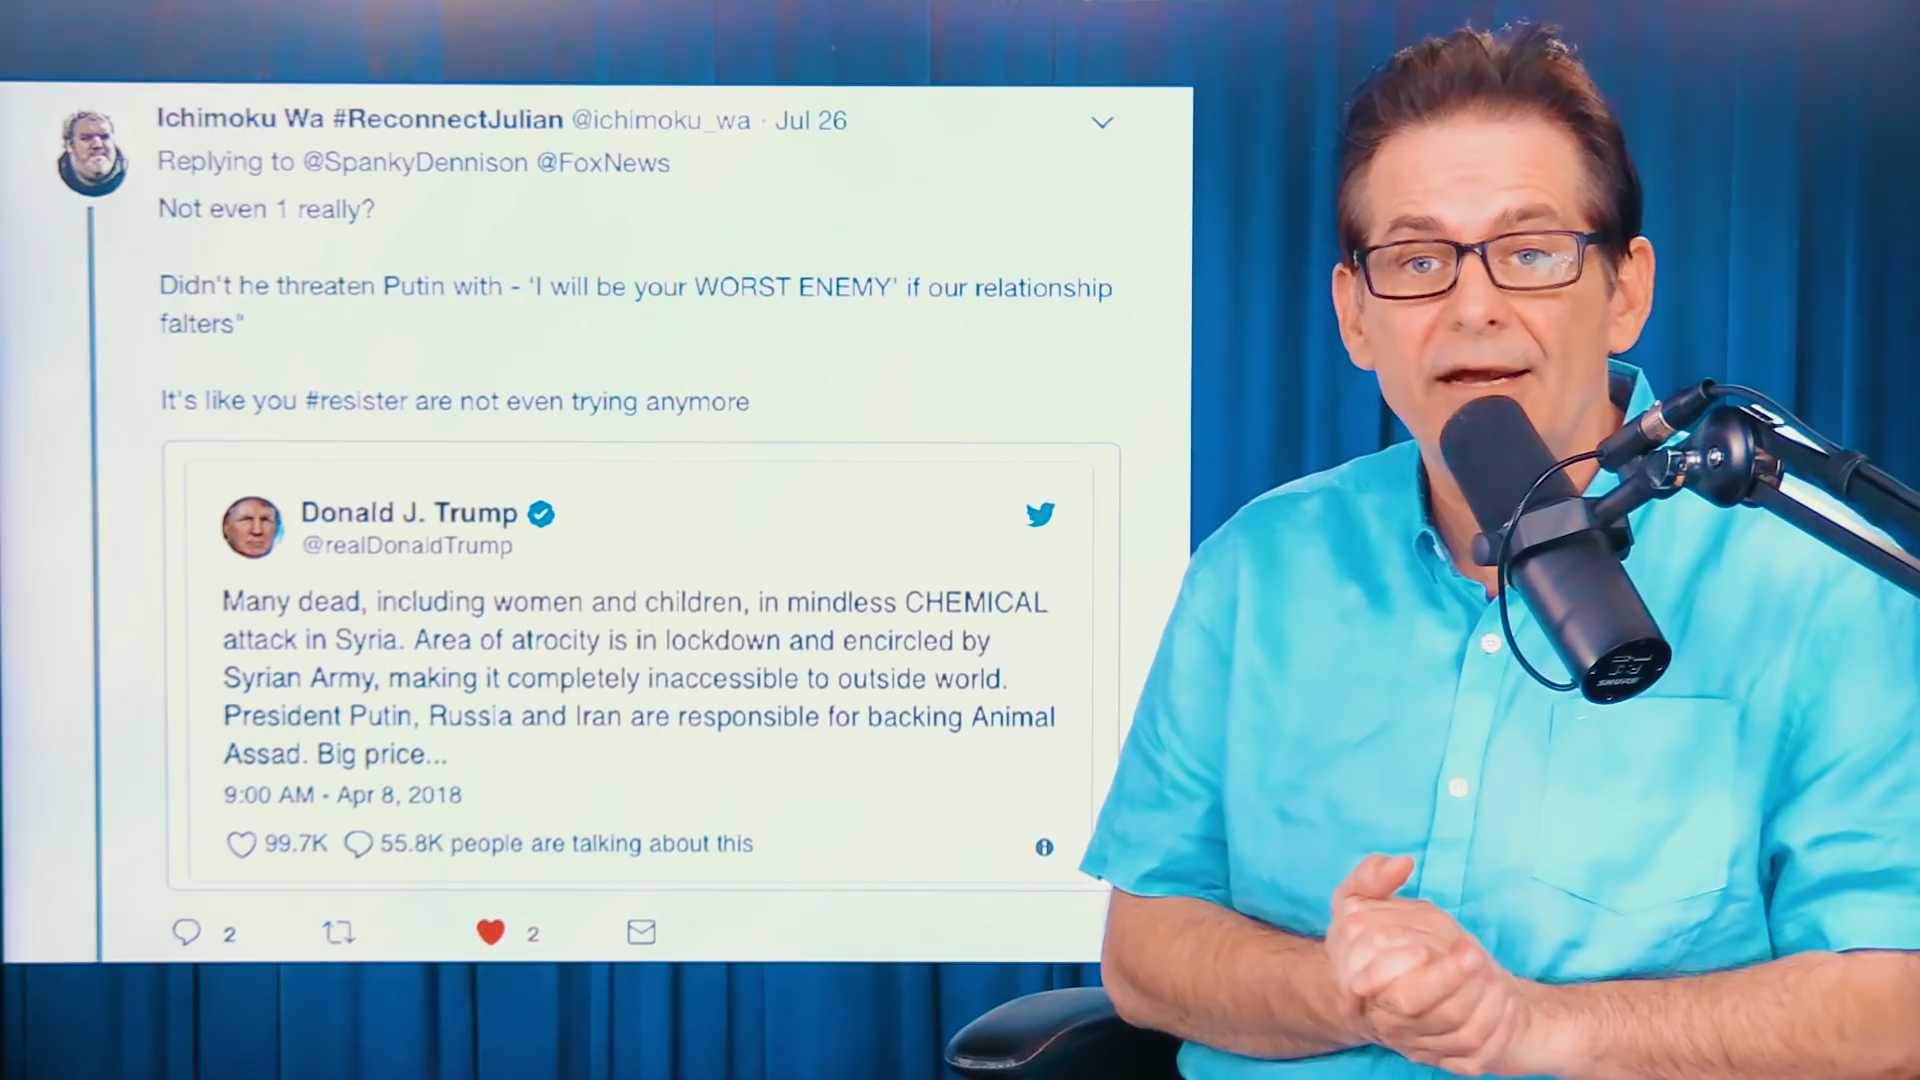 Ichimoku Wa #ReconnectJulian @ichimoku_wa · Jul 26
Replying to @SpankyDennison @FoxNews
Not even 1 really?
Didn't he threaten Putin with - 'I will be your WORST ENEMY' if our relationship
falters"
It's like you #resister are not even trying anymore
Donald J. Trump
@realDonaldTrump
Many dead, including women and children, in mindless CHEMICAL
attack in Syria. Area of atrocity is in lockdown and encircled by
Syrian Army, making it completely inaccessible to outside world.
President Putin, Russia and Iran are responsible for backing Animal
Assad. Big price...
9:00 AM - Apr 8, 2018
99.7K 55.8K people are talking about this
2 2
SHURE